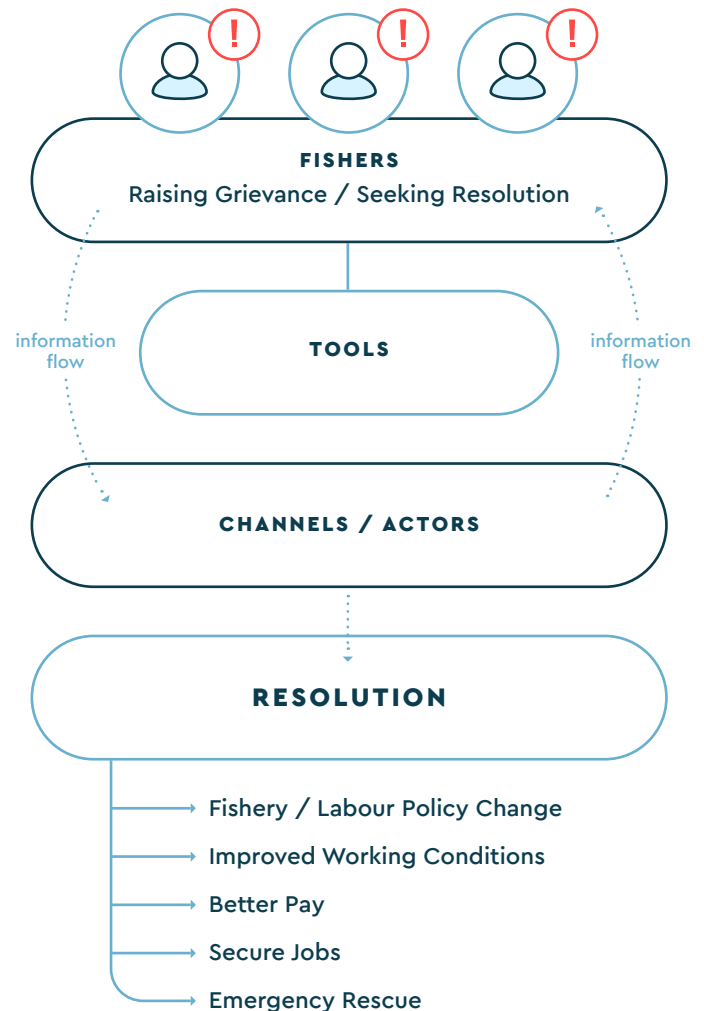 !
!
!
FISHERS
Raising Grievance / Seeking Resolution
information
flow
TOOLS
information
flow
CHANNELS / ACTORS
RESOLUTION
Fishery / Labour Policy Change
Improved Working Conditions
Better Pay
Secure Jobs
Emergency Rescue